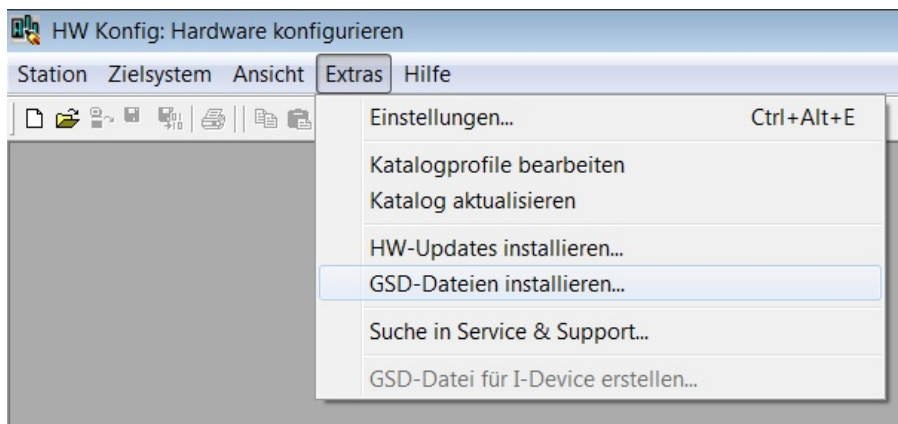 HW Konfig: Hardware konfigurieren
Station Zielsystem Ansicht Extras Hilfe
Einstellungen... Ctrl+Alt+E
Katalogprofile bearbeiten
Katalog aktualisieren
HW-Updates installieren...
GSD-Dateien installieren...
Suche in Service & Support...
GSD-Datei für I-Device erstellen...